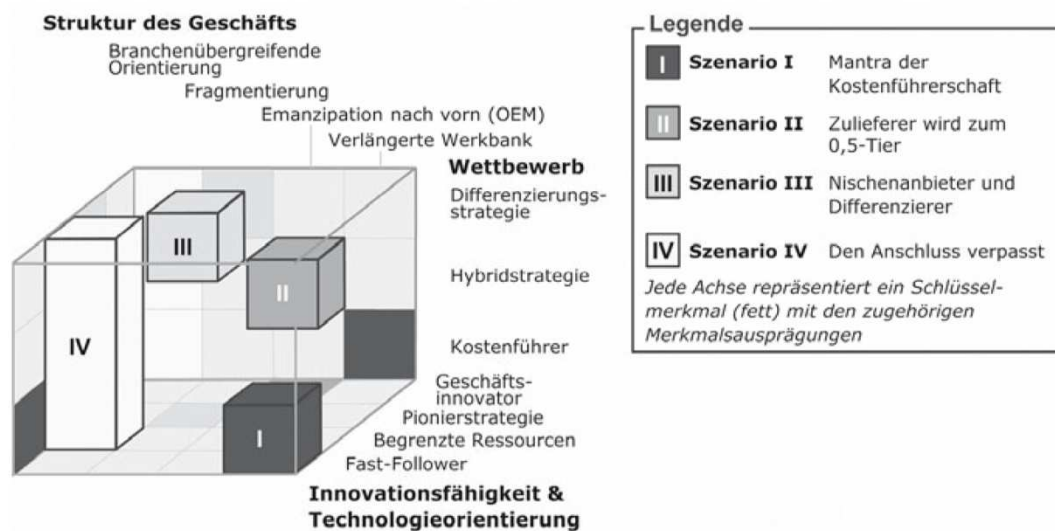 Struktur des Geschäfts
Branchenübergreifende
Orientierung
Fragmentierung
Emanzipation nach vorn (OEM)
Verlängerte Werkbank
Wettbewerb
Differenzierungs-
strategie
Hybridstrategie
Kostenführer
Geschäfts-
innovator
Pionierstrategie
Begrenzte Ressourcen
Fast-Follower
Innovationsfähigkeit &
Technologieorientierung
III
II
IV
I
Legende
I Szenario I Mantra der
Kostenführerschaft
II Szenario II Zulieferer wird zum
0,5-Tier
III Szenario III Nischenanbieter und
Differenzierer
IV Szenario IV Den Anschluss verpasst
Jede Achse repräsentiert ein Schlüssel-
merkmal (fett) mit den zugehörigen
Merkmalsausprägungen